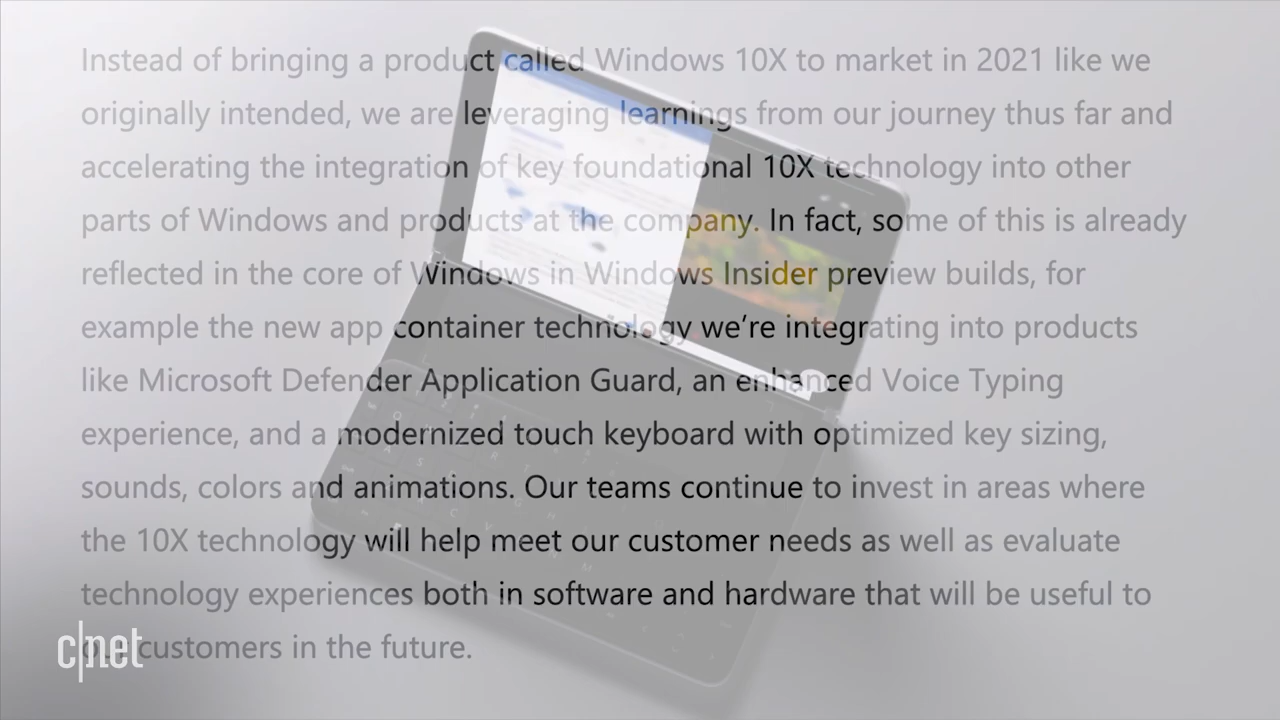 Instead of bringing a product called Windows 10X to market in 2021 like we
originally intended, we are leveraging learnings from our journey thus far and
accelerating the integration of key foundational 10X technology into other
parts of Windows and products at the company. In fact, some of this is already
reflected in the core of Windows in Windows Insider preview builds, for
example the new app container technology we’re integrating into products
like Microsoft Defender Application Guard, an enhanced Voice Typing
experience, and a modernized touch keyboard with optimized key sizing,
sounds, colors and animations. Our teams continue to invest in areas where
the 10X technology will help meet our customer needs as well as evaluate
technology experiences both in software and hardware that will be useful to
our customers in the future.
c|net